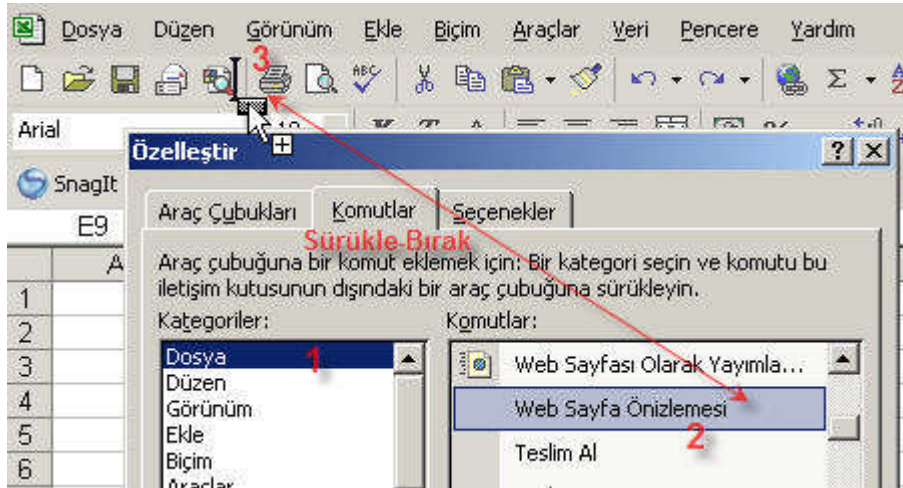 Dosya Düzen Görünüm Ekle Biçim Araçlar Veri Pencere Yardım
3
ABC
Arial
Özelleştir
SnagIt
Araç Çubukları Komutlar Seçenekler
E9
Sürükle-Bırak
A
Araç çubuğuna bir komut eklemek için: Bir kategori seçin ve komutu bu
iletişim kutusunun dışındaki bir araç çubuğuna sürükleyin.
1
Kategoriler: Komutlar:
2
Dosya 1 Web Sayfası Olarak Yayımla...
3
Düzen
4
Görünüm Web Sayfa Önizlemesi
2
5
Ekle
Biçim Teslim Al
6
Araçlar